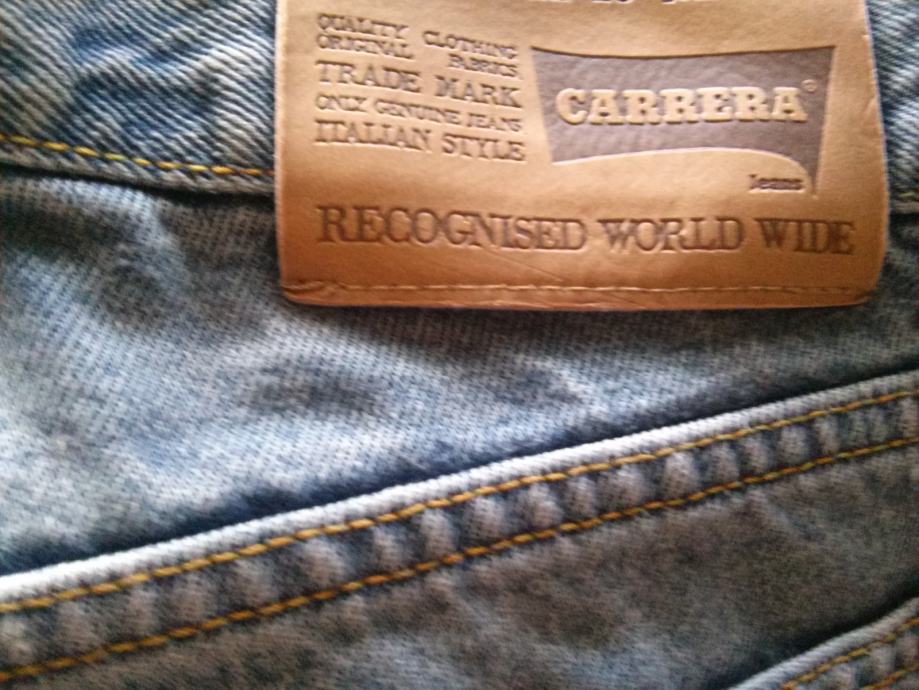 QUALITY CLOTHING
ORIGINAL FABRICS
TRADE MARK
ONLY GENUINE JEANS
ITALIAN STYLE
CARRERA®
Jeans
RECOGNISED WORLD WIDE